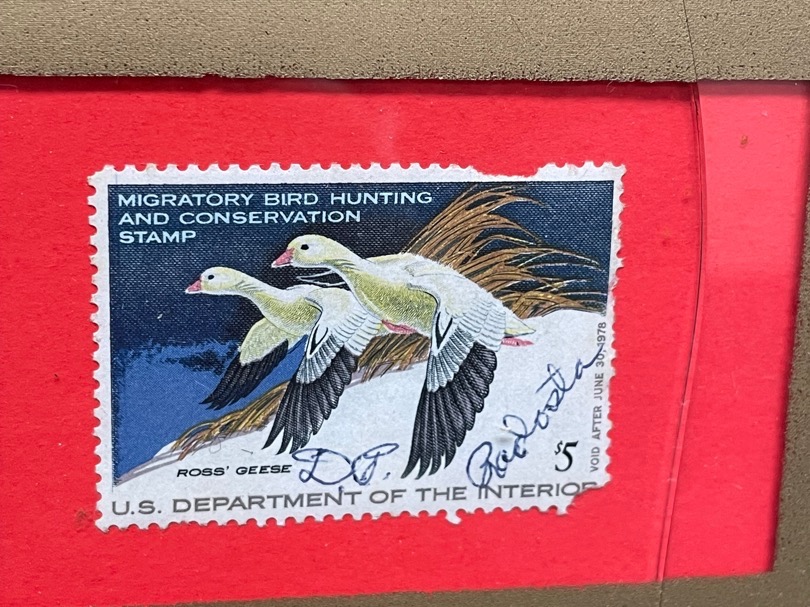 MIGRATORY BIRD HUNTING
AND CONSERVATION
STAMP
VOID AFTER JUNE 30, 1978
$5
ROSS' GEESE
D.P.
U.S. DEPARTMENT OF THE INTERIOR